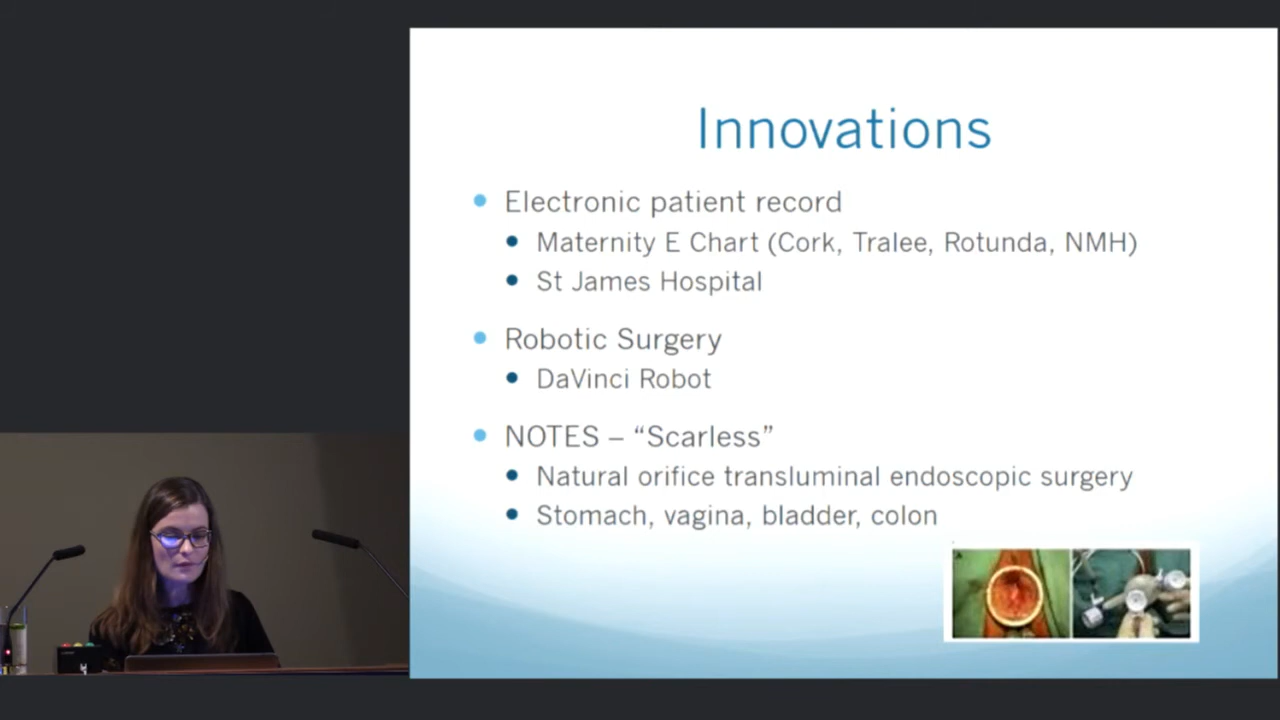 Innovations
Electronic patient record
Maternity E Chart (Cork, Tralee, Rotunda, NMH)
St James Hospital
Robotic Surgery
DaVinci Robot
NOTES – “Scarless”
Natural orifice transluminal endoscopic surgery
Stomach, vagina, bladder, colon